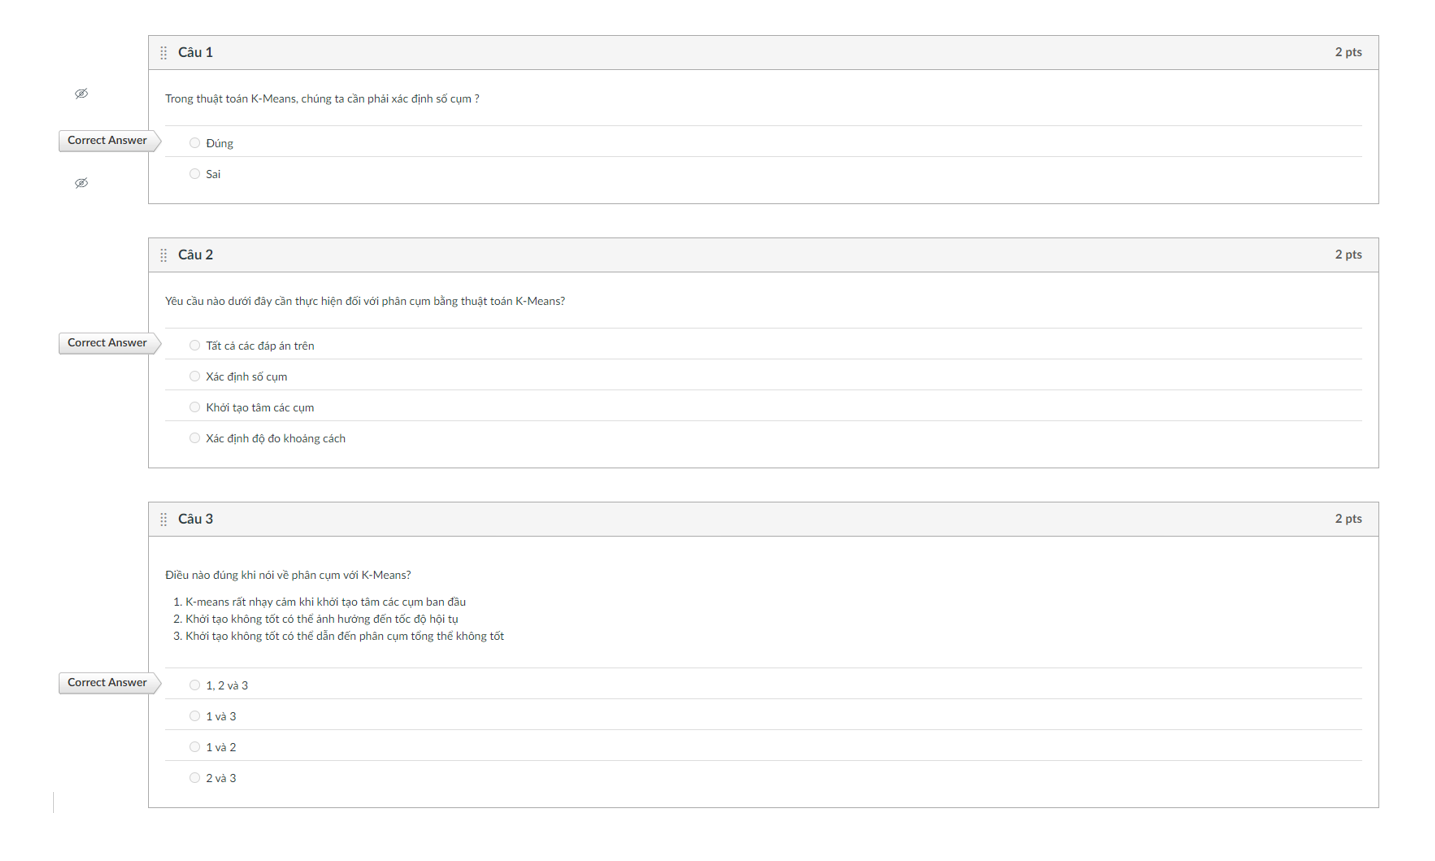 Câu 1
2 pts
Trong thuật toán K-Means, chúng ta cần phải xác định số cụm ?
Correct Answer
Đúng
Sai
Câu 2
2 pts
Yêu cầu nào dưới đây cần thực hiện đối với phân cụm bằng thuật toán K-Means?
Correct Answer
Tất cả các đáp án trên
Xác định số cụm
Khởi tạo tâm các cụm
Xác định độ đo khoảng cách
Câu 3
2 pts
Điều nào đúng khi nói về phân cụm với K-Means?
1. K-means rất nhạy cảm khi khởi tạo tâm các cụm ban đầu
2. Khởi tạo không tốt có thể ảnh hưởng đến tốc độ hội tụ
3. Khởi tạo không tốt có thể dẫn đến phân cụm tổng thể không tốt
Correct Answer
1, 2 và 3
1 và 3
1 và 2
2 và 3